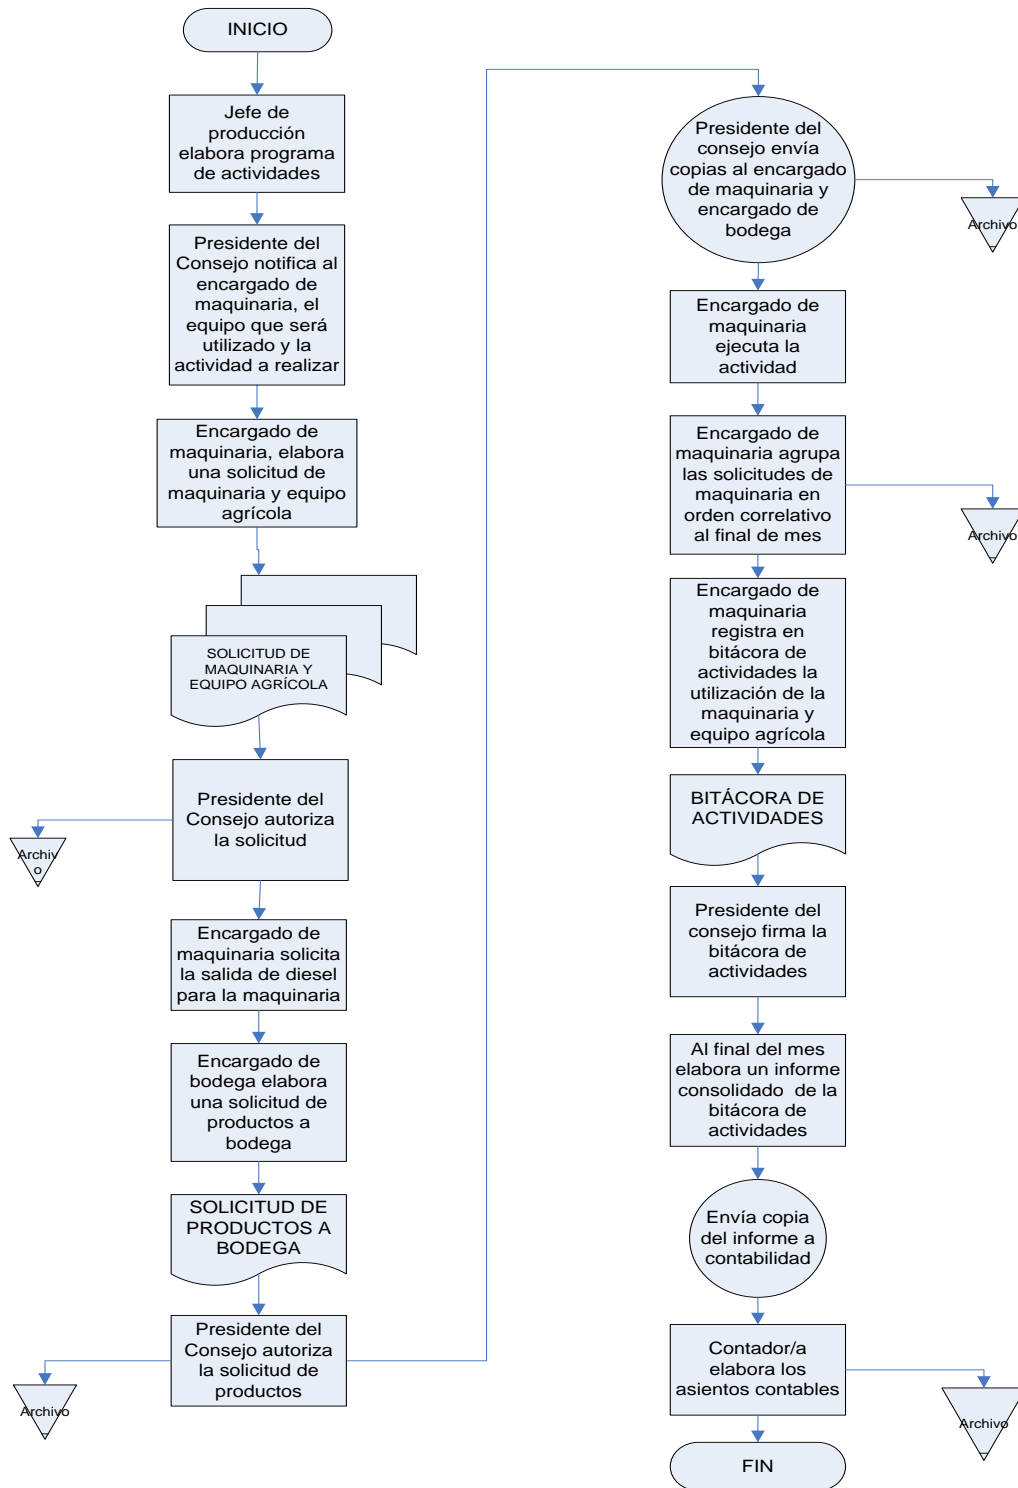 INICIO
Jefe de
producción
elabora programa
de actividades
Presidente del
Consejo notifica al
encargado de
maquinaria, el
equipo que será
utilizado y la
actividad a realizar
Encargado de
maquinaria, elabora
una solicitud de
maquinaria y equipo
agrícola
SOLICITUD DE
MAQUINARIA Y
EQUIPO AGRÍCOLA
Presidente del
Consejo autoriza
la solicitud
Archiv
o
Encargado de
maquinaria solicita
la salida de diesel
para la maquinaria
Encargado de
bodega elabora
una solicitud de
productos a
bodega
SOLICITUD DE
PRODUCTOS A
BODEGA
Presidente del
Consejo autoriza
la solicitud de
productos
Archivo
Presidente del
consejo envía
copias al encargado
de maquinaria y
encargado de
bodega
Archivo
Encargado de
maquinaria
ejecuta la
actividad
Encargado de
maquinaria agrupa
las solicitudes de
maquinaria en
orden correlativo
al final de mes
Archivo
Encargado de
maquinaria
registra en
bitácora de
actividades la
utilización de la
maquinaria y
equipo agrícola
BITÁCORA DE
ACTIVIDADES
Presidente del
consejo firma la
bitácora de
actividades
Al final del mes
elabora un informe
consolidado de la
bitácora de
actividades
Envía copia
del informe a
contabilidad
Contador/a
elabora los
asientos contables
Archivo
FIN